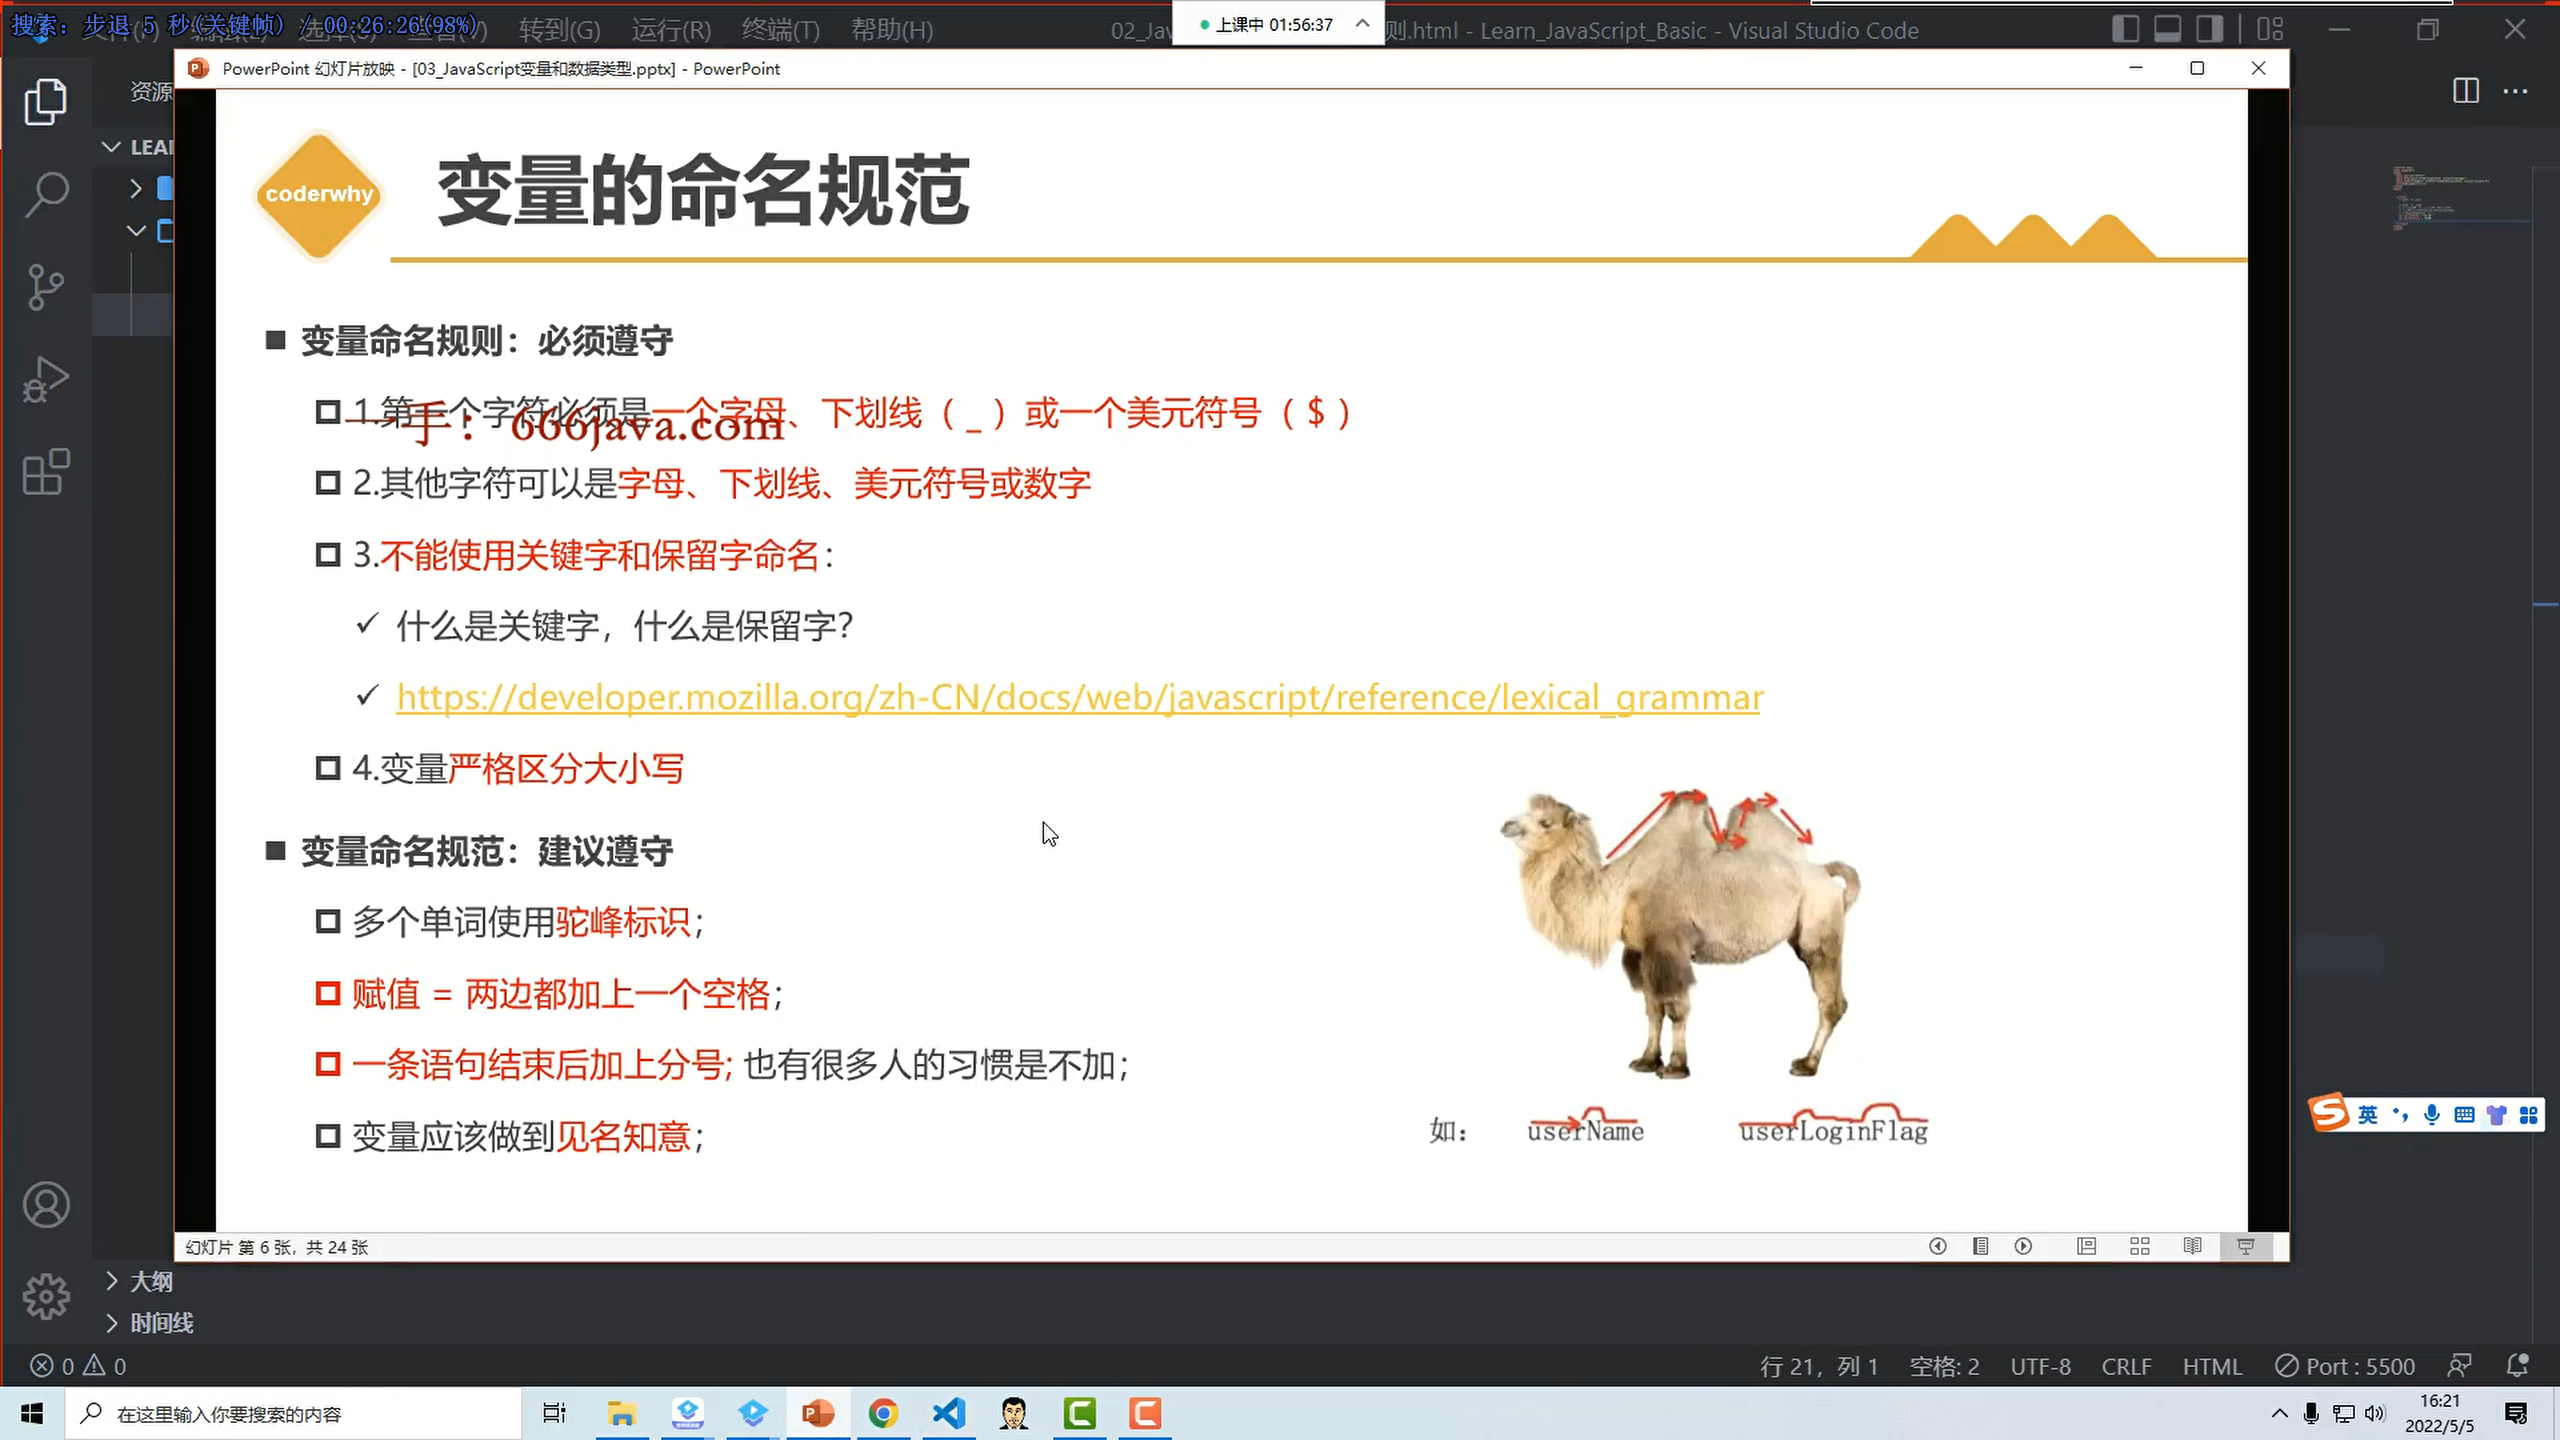 搜索: 步退 5 秒(关键帧) / 00:26:26(98%)
转到(G) 运行(R) 终端(T) 帮助(H)
上课中 01:56:37
则.html - Learn_JavaScript_Basic - Visual Studio Code
PowerPoint 幻灯片放映 - [03_JavaScript变量和数据类型.pptx] - PowerPoint
资源
LEAR
coderwhy
变量的命名规范
变量命名规则：必须遵守
1.第一个字符必须是一个字母、下划线（ _ ）或一个美元符号（ $ ）
一手：666java.com
2.其他字符可以是字母、下划线、美元符号或数字
3.不能使用关键字和保留字命名：
什么是关键字，什么是保留字？
https://developer.mozilla.org/zh-CN/docs/web/javascript/reference/lexical_grammar
4.变量严格区分大小写
变量命名规范：建议遵守
多个单词使用驼峰标识；
赋值 = 两边都加上一个空格；
一条语句结束后加上分号; 也有很多人的习惯是不加；
变量应该做到见名知意；
如： userName userLoginFlag
英
幻灯片 第 6 张，共 24 张
大纲
时间线
0 0
行 21，列 1 空格: 2 UTF-8 CRLF HTML Port : 5500
在这里输入你要搜索的内容
16:21
2022/5/5